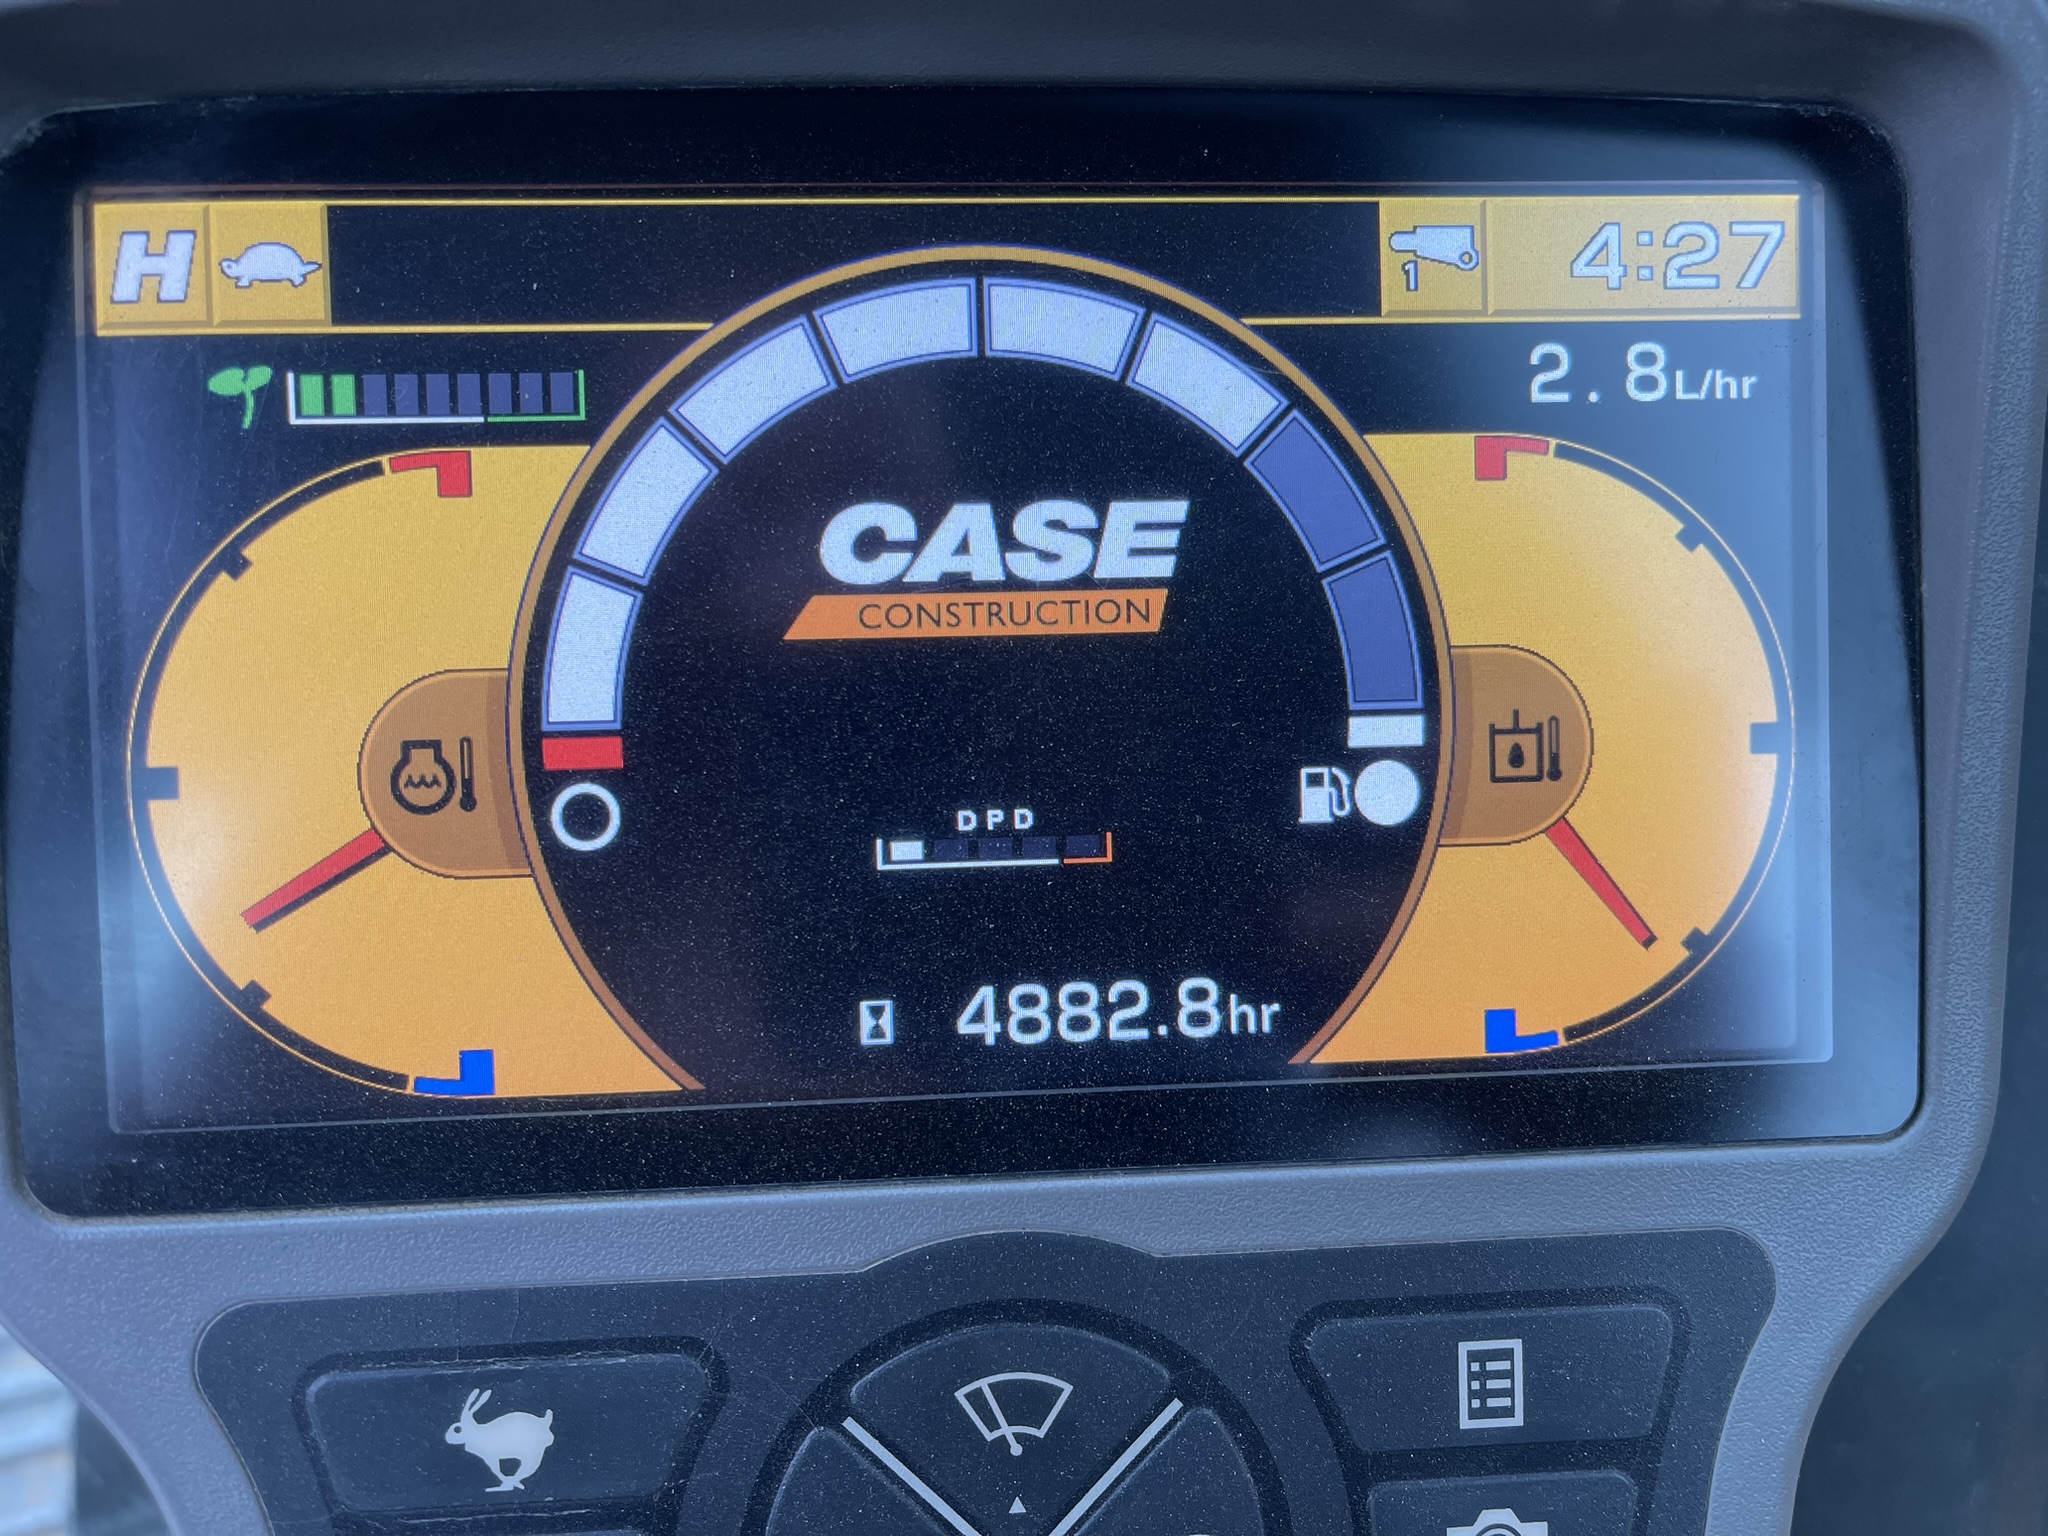 H
1
4:27
2.8L/hr
CASE
CONSTRUCTION
DPD
4882.8hr